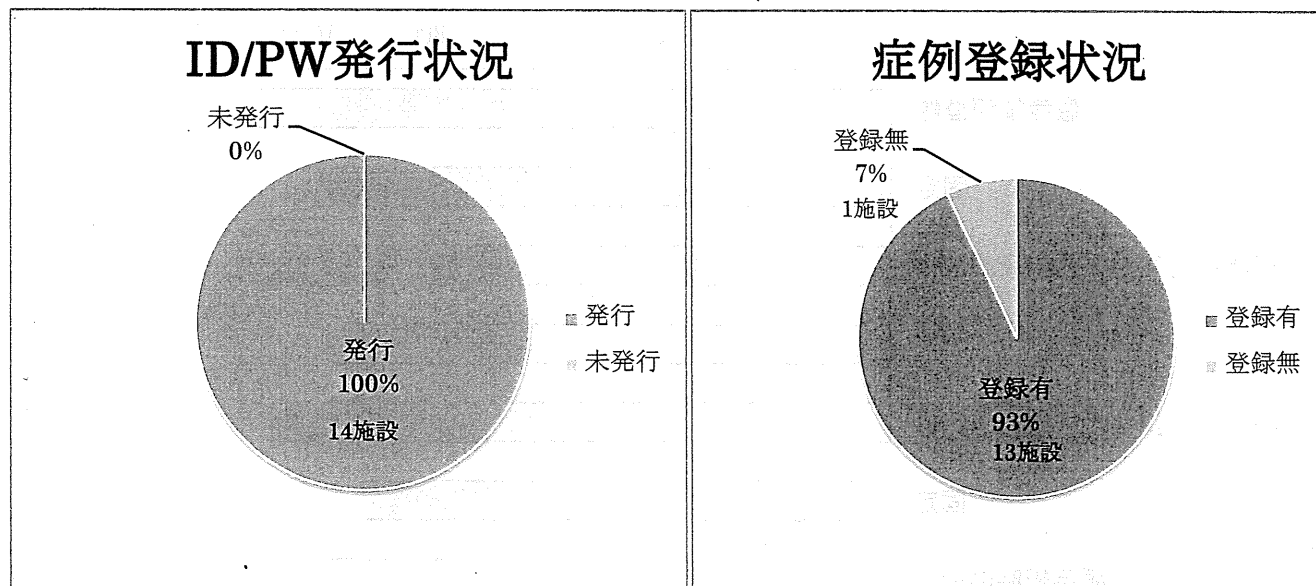 ID/PW発行状況
未発行
0%
発行
100%
14施設
発行
未発行
症例登録状況
登録無
7%
1施設
登録有
93%
13施設
登録有
登録無